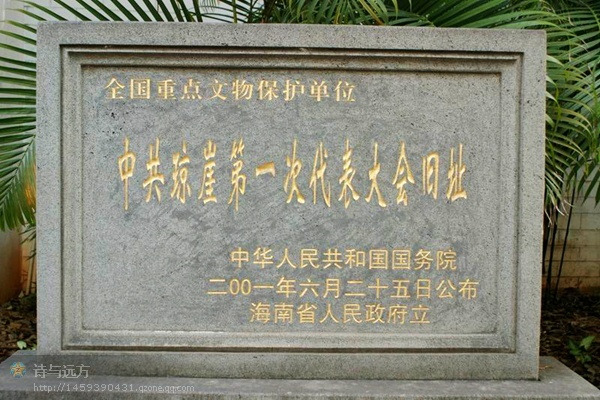 全国重点文物保护单位
中共琼崖第一次代表大会旧址
中华人民共和国国务院
二00一年六月二十五日公布
海南省人民政府立
诗与远方
http://1459390431.qzone.qq.com